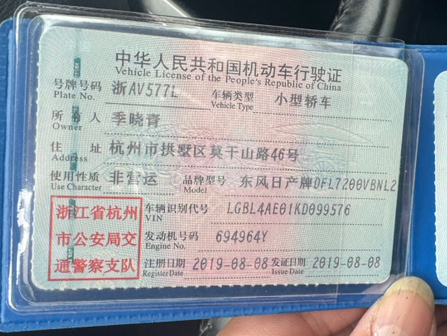 中华人民共和国机动车行驶证
Vehicle License of the People's Republic of China
号牌号码 浙AV577L 车辆类型 小型轿车
Plate No. Vehicle Type
所有人 季晓青
Owner
住址 杭州市拱墅区莫干山路46号
Address
使用性质 非营运 品牌型号 东风日产牌DFL7200VBNL2
Use Character Model
浙江省杭州
市公安局交
通警察支队
车辆识别代号 LGBL4AE01KD099576
VIN
发动机号码 694964Y
Engine No.
注册日期 2019-08-08 发证日期 2019-08-08
Register Date Issue Date